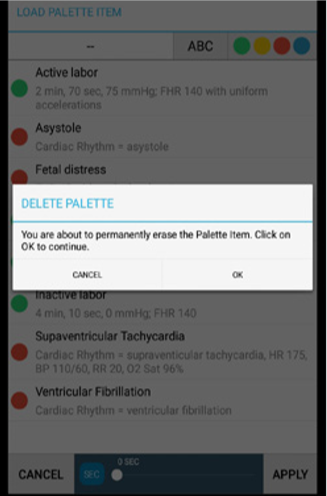 LOAD PALETTE ITEM
--
ABC
Active labor
2 min, 70 sec, 75 mmHg; FHR 140 with uniform
accelerations
Asystole
Cardiac Rhythm = asystole
Fetal distress
DELETE PALETTE
You are about to permanently erase the Palette Item. Click on
OK to continue.
CANCEL
OK
Inactive labor
4 min, 10 sec, 0 mmHg; FHR 140
Supaventricular Tachycardia
Cardiac Rhythm = supraventicular tachycardia, HR 175,
BP 110/60, RR 20, O2 Sat 96%
Ventricular Fibrillation
Cardiac Rhythm = ventricular fibrillation
CANCEL
SEC
0 SEC
APPLY